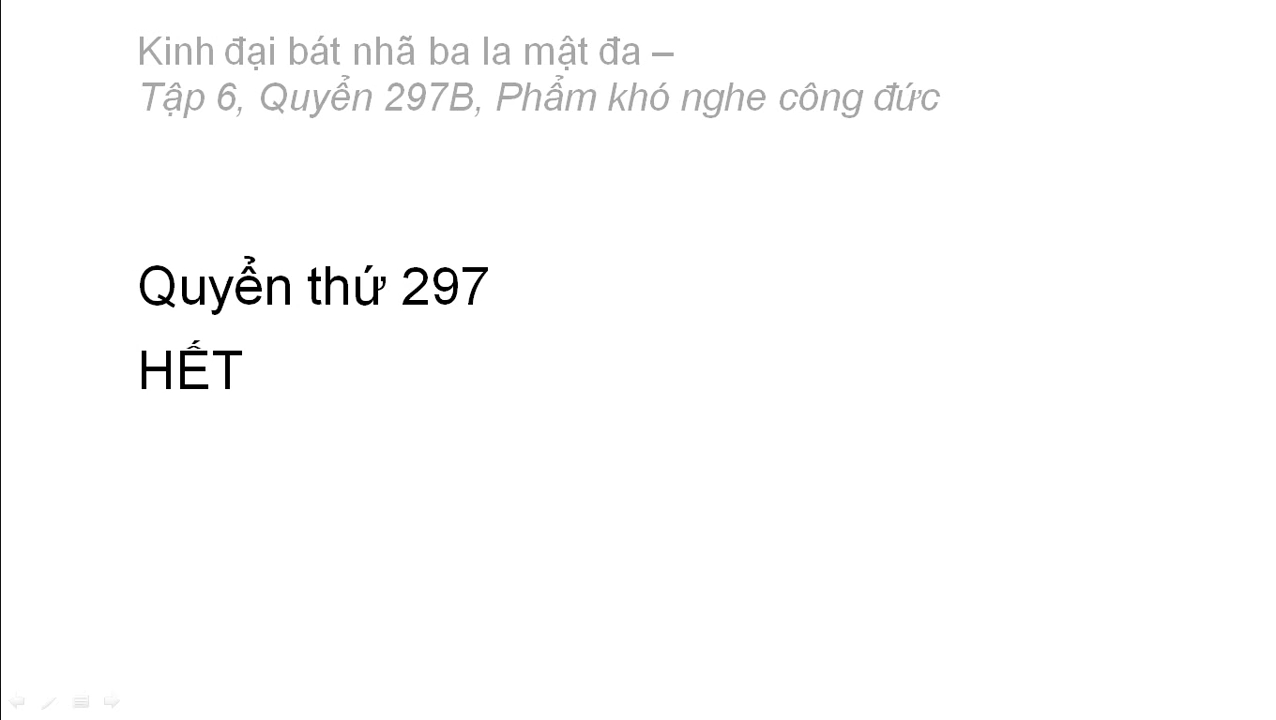 Kinh đại bát nhã ba la mật đa –
Tập 6, Quyển 297B, Phẩm khó nghe công đức
Quyển thứ 297
HẾT